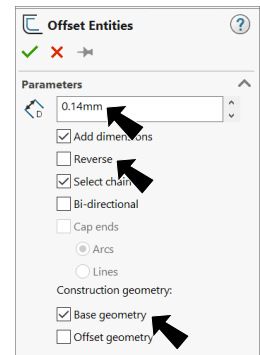 Offset Entities
?
Parameters
D
0.14mm
Add dimensions
Reverse
Select chain
Bi-directional
Cap ends
Arcs
Lines
Construction geometry:
Base geometry
Offset geometry